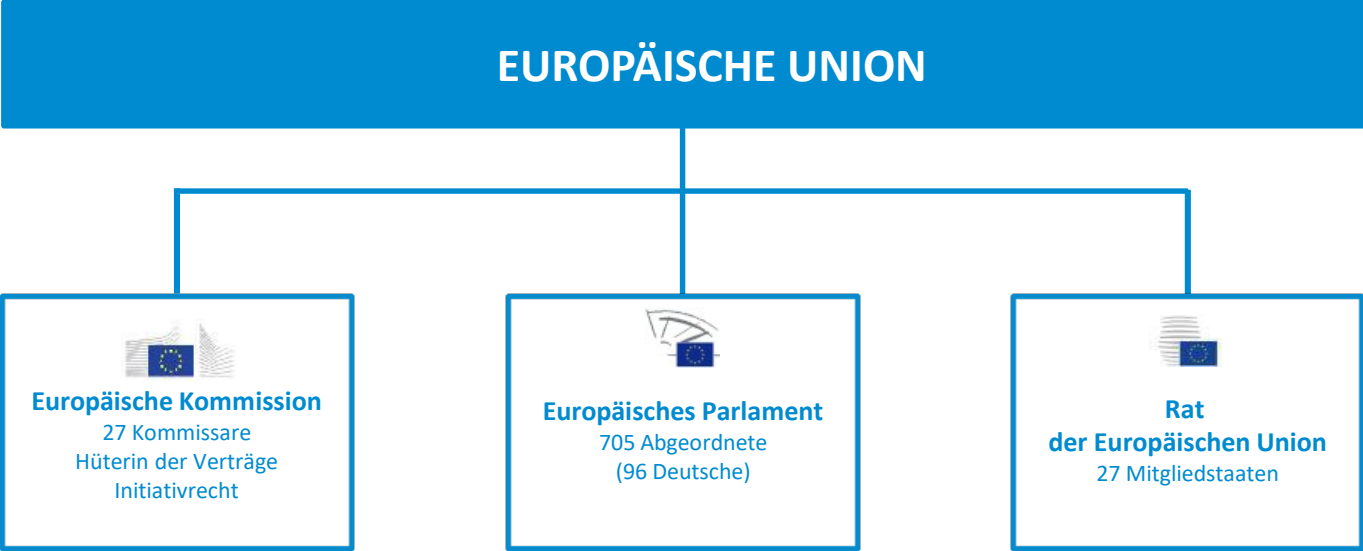 EUROPÄISCHE UNION
Europäische Kommission
27 Kommissare
Hüterin der Verträge
Initiativrecht
Europäisches Parlament
705 Abgeordnete
(96 Deutsche)
Rat
der Europäischen Union
27 Mitgliedstaaten